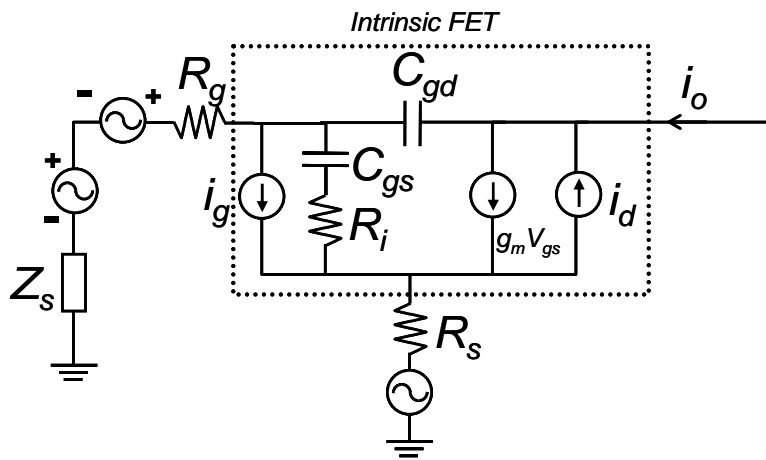 Intrinsic FET
- + R_g
C_gd
i_o
+
-
i_g
C_gs
R_i
g_m V_gs
i_d
Z_s
R_s